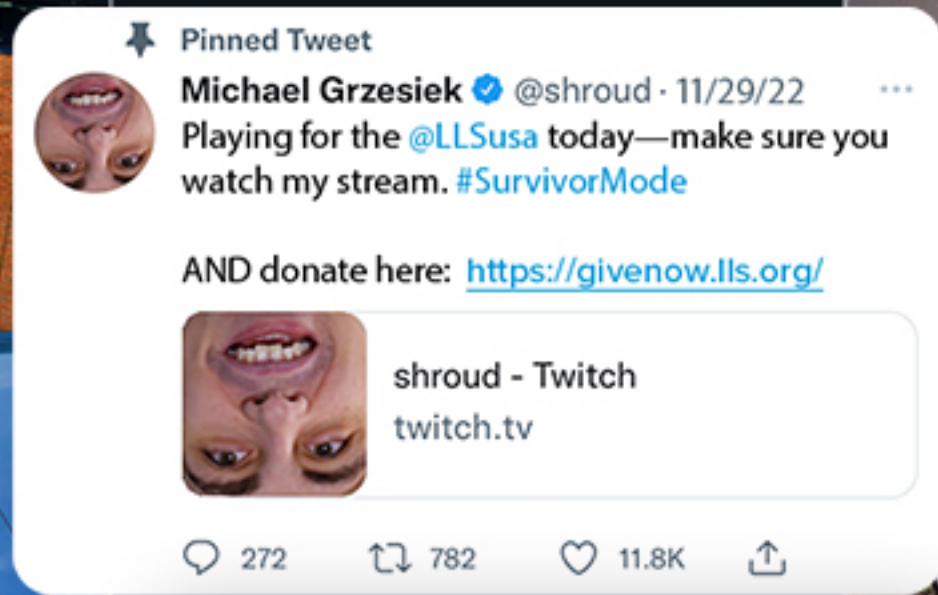 Pinned Tweet
Michael Grzesiek @shroud · 11/29/22
Playing for the @LLSusa today—make sure you
watch my stream. #SurvivorMode
AND donate here: https://givenow.lls.org/
shroud - Twitch
twitch.tv
272 782 11.8K